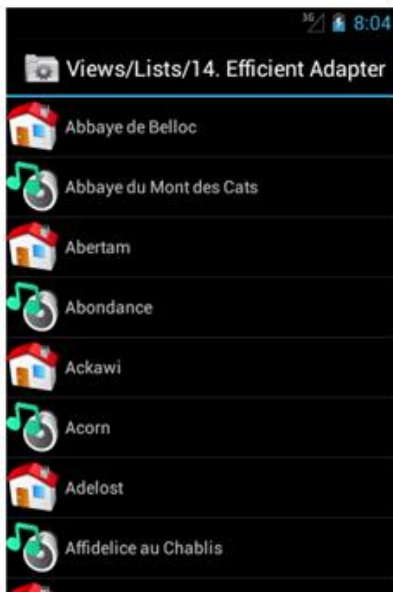 3G 8:04
Views/Lists/14. Efficient Adapter
Abbaye de Belloc
Abbaye du Mont des Cats
Abertam
Abondance
Ackawi
Acorn
Adelost
Affidelice au Chablis